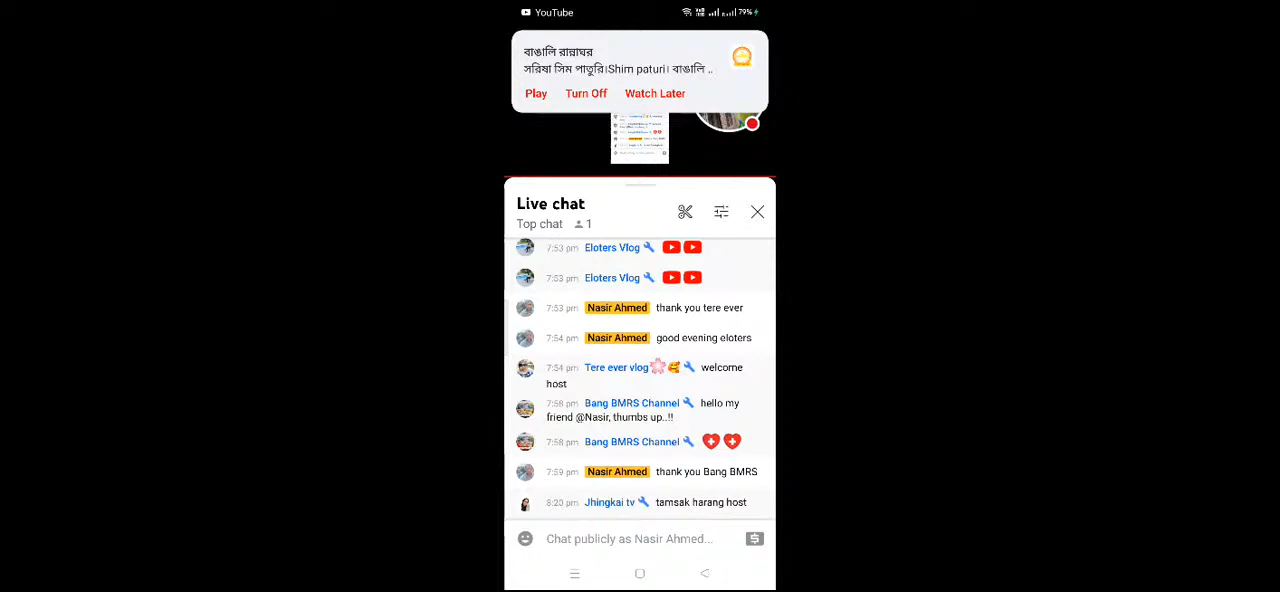 YouTube
79%
বাঙালি রান্নাঘর
সরিষা সিম পাতুরি।Shim paturi। বাঙালি ..
Play Turn Off Watch Later
Live chat
Top chat 1
7:53 pm Eloters Vlog
7:53 pm Eloters Vlog
7:53 pm Nasir Ahmed thank you tere ever
7:54 pm Nasir Ahmed good evening eloters
7:54 pm Tere ever vlog🌸🥰 welcome
host
7:58 pm Bang BMRS Channel hello my
friend @Nasir, thumbs up..!!
7:58 pm Bang BMRS Channel
7:59 pm Nasir Ahmed thank you Bang BMRS
8:20 pm Jhingkai tv tamsak harang host
Chat publicly as Nasir Ahmed...